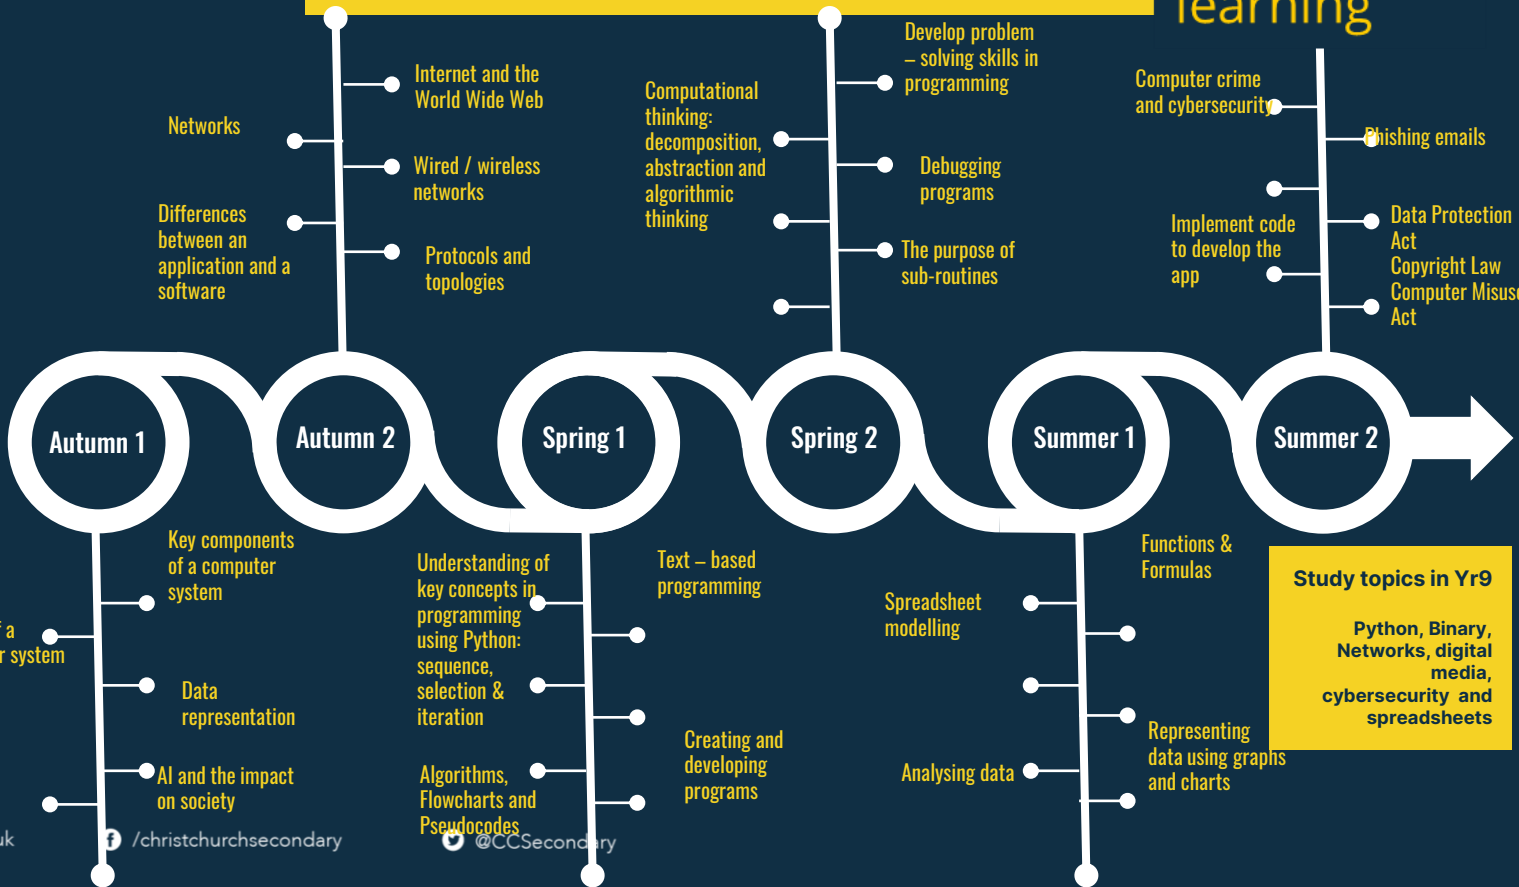 learning
Networks
Differences
between an
application and a
software
Internet and the
World Wide Web
Wired / wireless
networks
Protocols and
topologies
Computational
thinking:
decomposition,
abstraction and
algorithmic
thinking
Develop problem
– solving skills in
programming
Debugging
programs
The purpose of
sub-routines
Computer crime
and cybersecurity
Implement code
to develop the
app
Phishing emails
Data Protection
Act
Copyright Law
Computer Misuse
Act
Autumn 1
Autumn 2
Spring 1
Spring 2
Summer 1
Summer 2
a
system
Key components
of a computer
system
Data
representation
AI and the impact
on society
Understanding of
key concepts in
programming
using Python:
sequence,
selection &
iteration
Algorithms,
Flowcharts and
Pseudocodes
Text – based
programming
Creating and
developing
programs
Spreadsheet
modelling
Analysing data
Functions &
Formulas
Representing
data using graphs
and charts
Study topics in Yr9
Python, Binary,
Networks, digital
media,
cybersecurity and
spreadsheets
uk
/christchurchsecondary
@CCSecondary